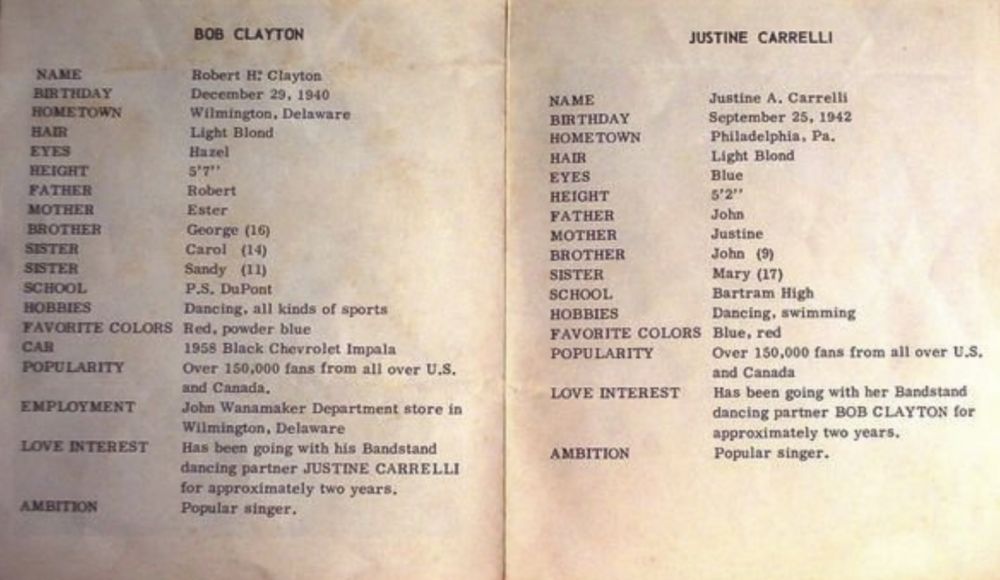 BOB CLAYTON
NAME Robert H. Clayton
BIRTHDAY December 29, 1940
HOMETOWN Wilmington, Delaware
HAIR Light Blond
EYES Hazel
HEIGHT 5'7''
FATHER Robert
MOTHER Ester
BROTHER George (16)
SISTER Carol (14)
SISTER Sandy (11)
SCHOOL P.S. DuPont
HOBBIES Dancing, all kinds of sports
FAVORITE COLORS Red, powder blue
CAR 1958 Black Chevrolet Impala
POPULARITY Over 150,000 fans from all over U.S.
and Canada.
EMPLOYMENT John Wanamaker Department store in
Wilmington, Delaware
LOVE INTEREST Has been going with his Bandstand
dancing partner JUSTINE CARRELLI
for approximately two years.
AMBITION Popular singer.
JUSTINE CARRELLI
NAME Justine A. Carrelli
BIRTHDAY September 25, 1942
HOMETOWN Philadelphia, Pa.
HAIR Light Blond
EYES Blue
HEIGHT 5'2''
FATHER John
MOTHER Justine
BROTHER John (9)
SISTER Mary (17)
SCHOOL Bartram High
HOBBIES Dancing, swimming
FAVORITE COLORS Blue, red
POPULARITY Over 150,000 fans from all over U.S.
and Canada
LOVE INTEREST Has been going with her Bandstand
dancing partner BOB CLAYTON for
approximately two years.
AMBITION Popular singer.